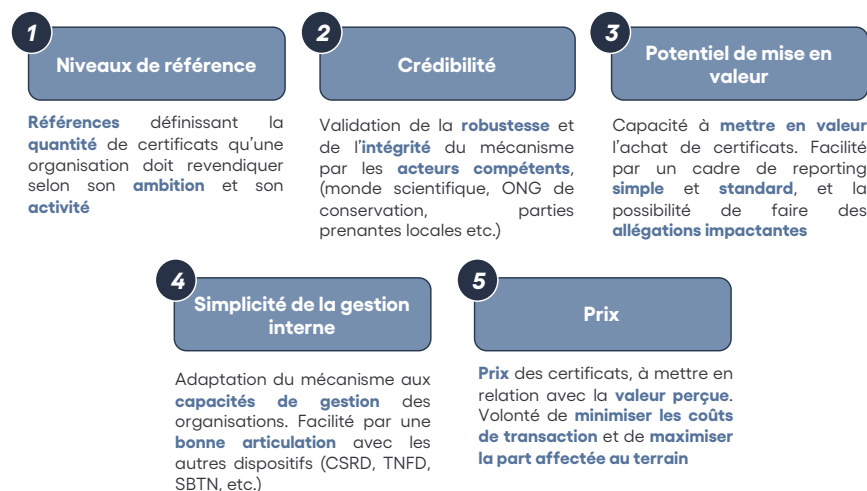 1
Niveaux de référence
Références définissant la
quantité de certificats qu'une
organisation doit revendiquer
selon son ambition et son
activité
2
Crédibilité
Validation de la robustesse et
de l'intégrité du mécanisme
par les acteurs compétents,
(monde scientifique, ONG de
conservation, parties
prenantes locales etc.)
3
Potentiel de mise en
valeur
Capacité à mettre en valeur
l'achat de certificats. Facilité
par un cadre de reporting
simple et standard, et la
possibilité de faire des
allégations impactantes
4
Simplicité de la gestion
interne
Adaptation du mécanisme aux
capacités de gestion des
organisations. Facilité par une
bonne articulation avec les
autres dispositifs (CSRD, TNFD,
SBTN, etc.)
5
Prix
Prix des certificats, à mettre en
relation avec la valeur perçue.
Volonté de minimiser les coûts
de transaction et de maximiser
la part affectée au terrain